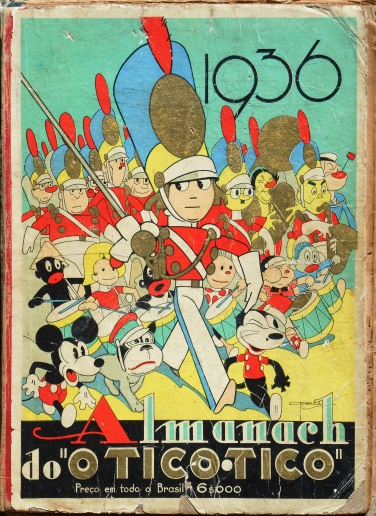 1936
Almanach
do "O TICO•TICO"
Preço em todo o Brasil 6$000